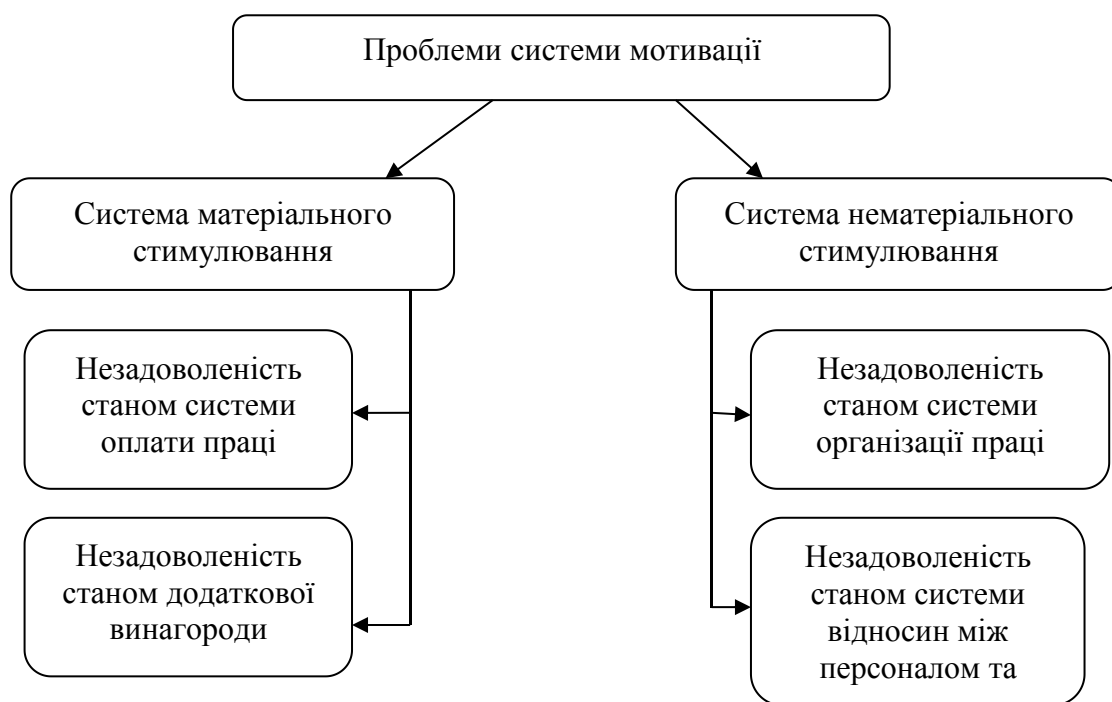 Проблеми системи мотивації
Система матеріального
стимулювання
Система нематеріального
стимулювання
Незадоволеність
станом системи
оплати праці
Незадоволеність
станом системи
організації праці
Незадоволеність
станом додаткової
винагороди
Незадоволеність
станом системи
відносин між
персоналом та